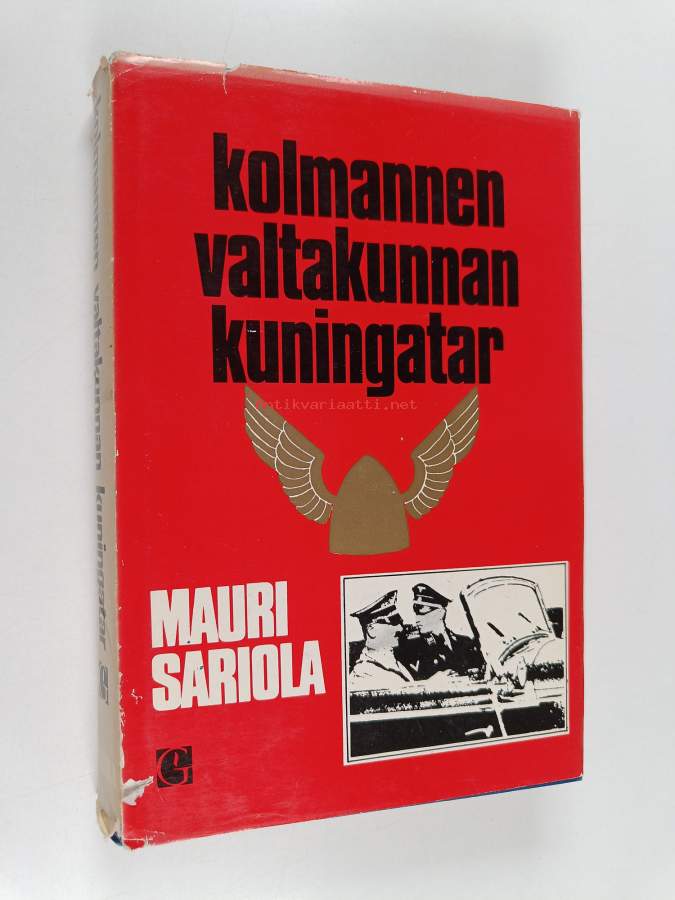 kolmannen
valtakunnan
kuningatar
antikvariaatti.net
MAURI
SARIOLA
G
kolmannen valtakunnan kuningatar